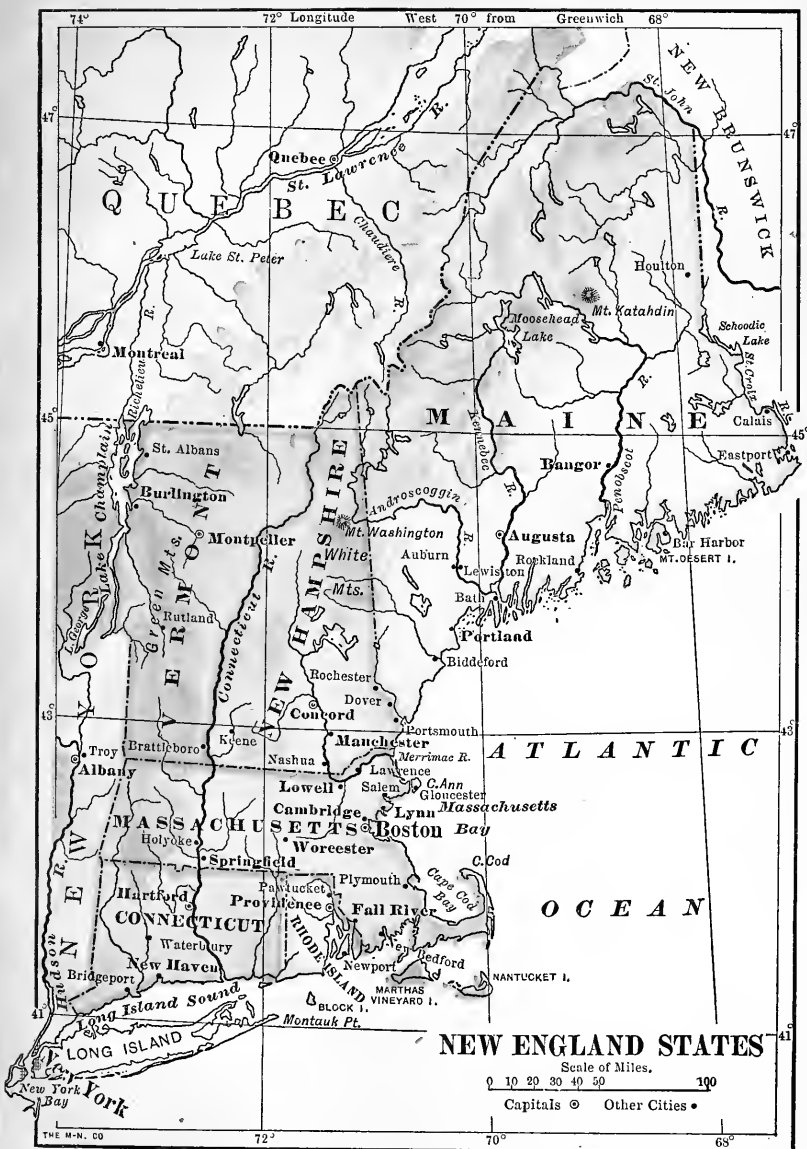 74° 72° Longitude West 70° from Greenwich 68°
NEW BRUNSWICK
St. John
R.
47° 47°
Quebec
St. Lawrence R.
QUEBEC
Chaudiere
R.
Lake St. Peter
Houlton
Mt. Katahdin
Moosehead
Lake
Schoodic
Lake
St. Croix
R.
Montreal
Richelieu
R.
45° 45°
MAINE
Calais
Kennebec
R.
Penobscot
R.
Eastport
St. Albans
Bangor
Lake Champlain
Burlington
Androscoggin
R.
Montpelier
Mt. Washington
Augusta
Bar Harbor
MT. DESERT I.
White
Mts.
Auburn
Lewiston
Rockland
Bath
VERMONT
Green Mts.
NEW HAMPSHIRE
Connecticut R.
L. George
Rutland
Portland
Biddeford
Rochester
Dover
43° 43°
Concord
Portsmouth
Keene
Manchester
Brattleboro
Troy
Albany
Nashua
Merrimac R.
Lawrence
ATLANTIC
OCEAN
Lowell
Salem
C. Ann
Gloucester
Cambridge
Lynn
Massachusetts
Bay
MASSACHUSETTS
Boston
Holyoke
Worcester
Springfield
C. Cod
Cape Cod
Bay
Plymouth
Pawtucket
Hartford
Providence
Fall River
CONNECTICUT
RHODE ISLAND
Waterbury
New Bedford
Newport
Bridgeport
New Haven
MARTHAS
VINEYARD I.
NANTUCKET I.
NEW YORK
Hudson R.
Long Island Sound
BLOCK I.
41° 41°
Montauk Pt.
LONG ISLAND
New York
New York
Bay
NEW ENGLAND STATES
Scale of Miles.
0 10 20 30 40 50 100
Capitals Other Cities
THE M-N. CO
72° 70° 68°